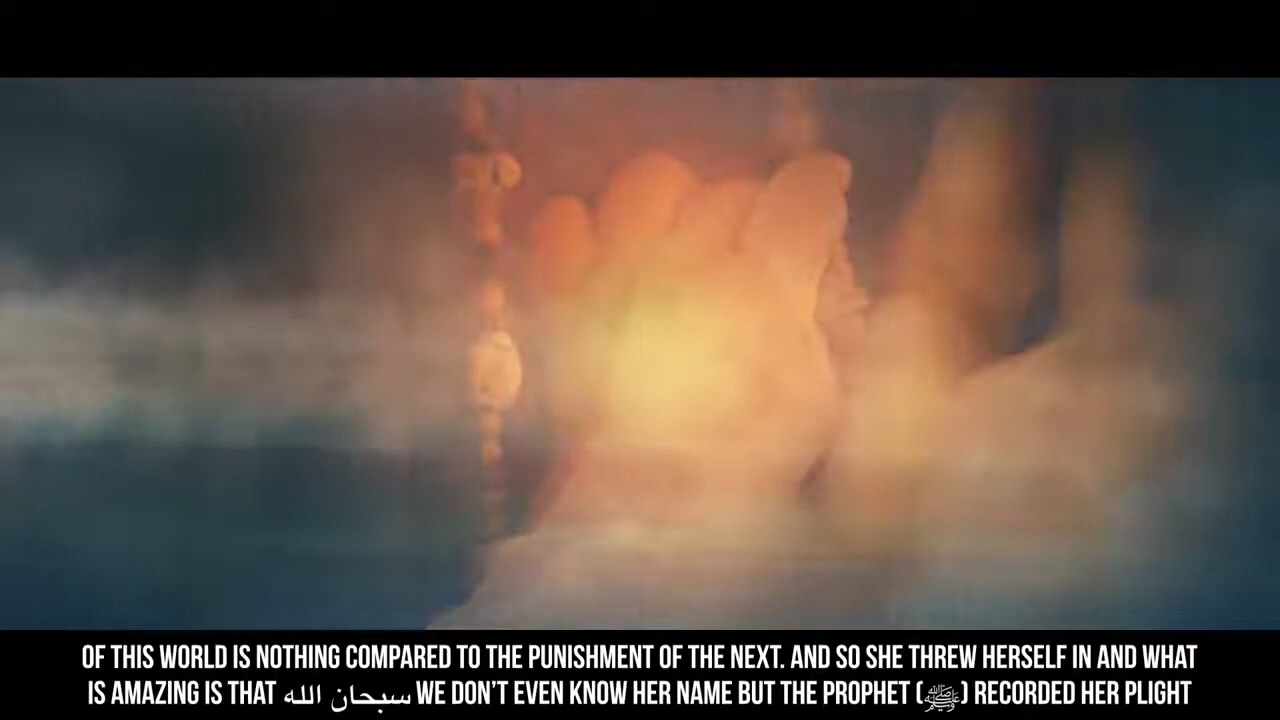 OF THIS WORLD IS NOTHING COMPARED TO THE PUNISHMENT OF THE NEXT. AND SO SHE THREW HERSELF IN AND WHAT
IS AMAZING IS THAT سبحان الله WE DON'T EVEN KNOW HER NAME BUT THE PROPHET (ﷺ) RECORDED HER PLIGHT